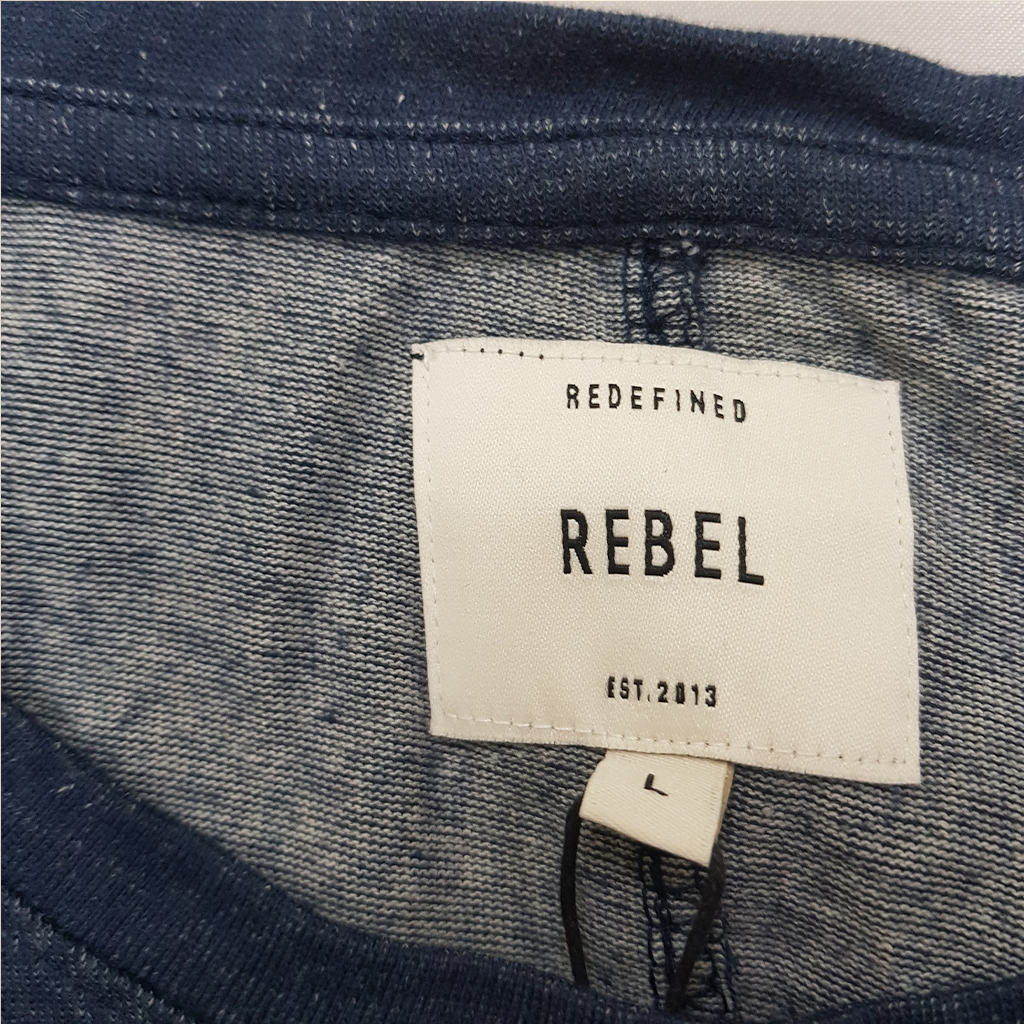 REDEFINED
REBEL
EST. 2013
L